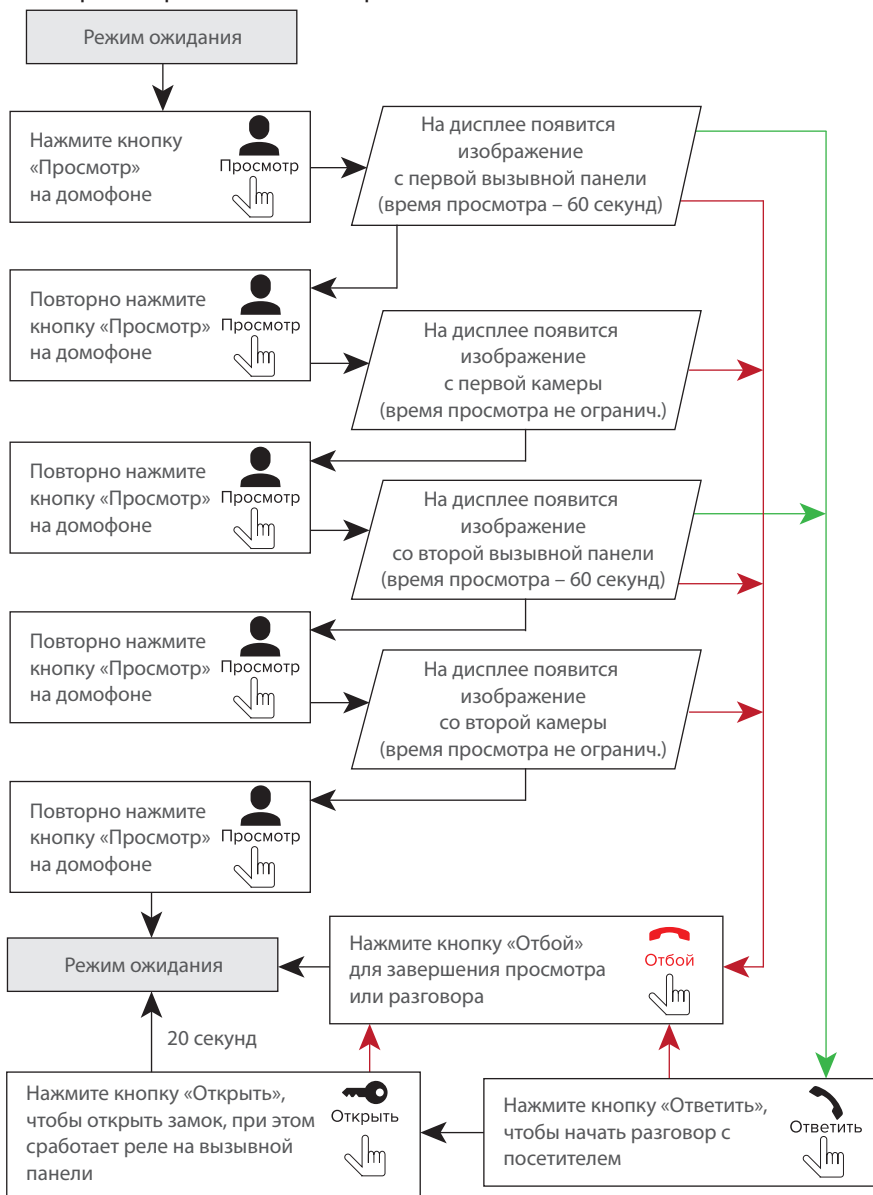 Режим ожидания
Нажмите кнопку
«Просмотр»
на домофоне
Просмотр
На дисплее появится
изображение
с первой вызывной панели
(время просмотра – 60 секунд)
Повторно нажмите
кнопку «Просмотр»
на домофоне
Просмотр
На дисплее появится
изображение
с первой камеры
(время просмотра не огранич.)
Повторно нажмите
кнопку «Просмотр»
на домофоне
Просмотр
На дисплее появится
изображение
со второй вызывной панели
(время просмотра – 60 секунд)
Повторно нажмите
кнопку «Просмотр»
на домофоне
Просмотр
На дисплее появится
изображение
со второй камеры
(время просмотра не огранич.)
Повторно нажмите
кнопку «Просмотр»
на домофоне
Просмотр
Режим ожидания
Нажмите кнопку «Отбой»
для завершения просмотра
или разговора
Отбой
20 секунд
Нажмите кнопку «Открыть»,
чтобы открыть замок, при этом
сработает реле на вызывной
панели
Открыть
Нажмите кнопку «Ответить»,
чтобы начать разговор с
посетителем
Ответить